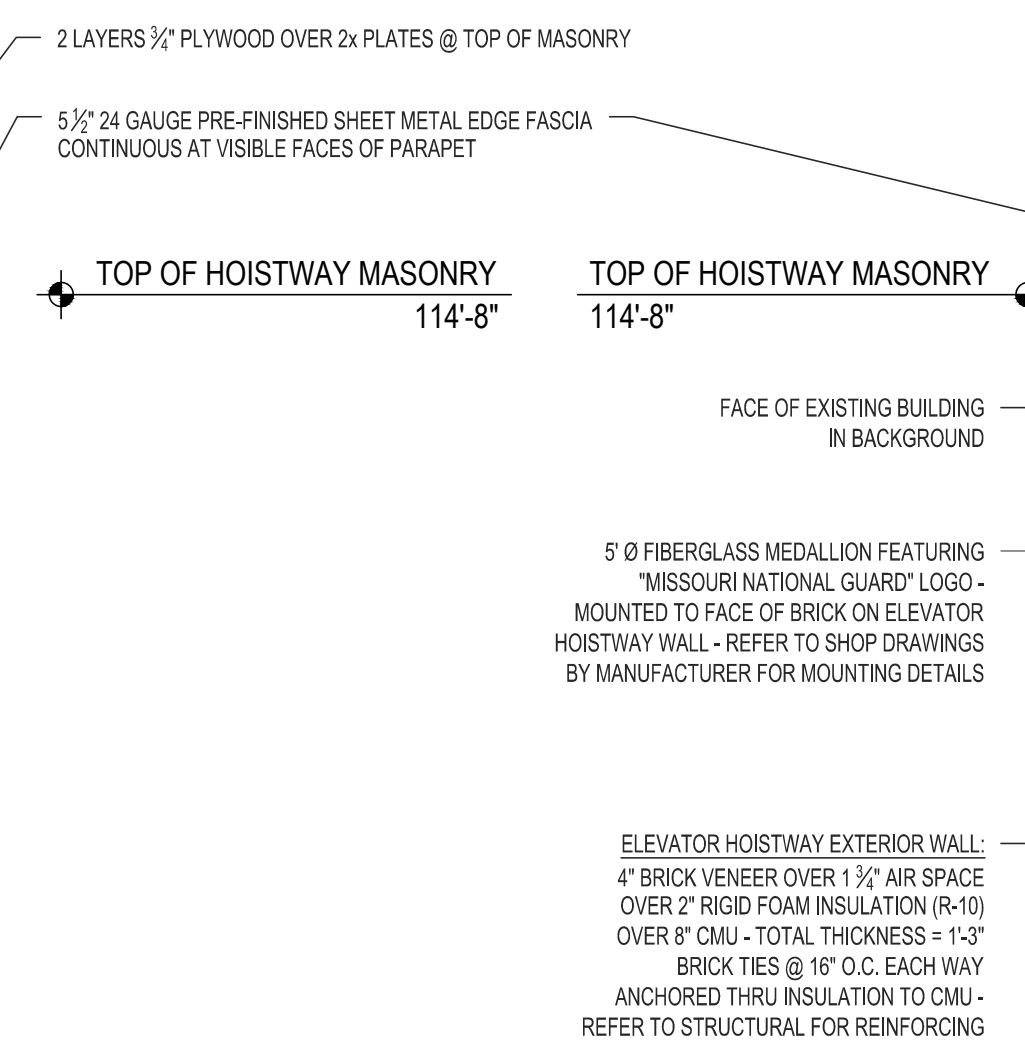 2 LAYERS ¾" PLYWOOD OVER 2x PLATES @ TOP OF MASONRY
5 ½" 24 GAUGE PRE-FINISHED SHEET METAL EDGE FASCIA
CONTINUOUS AT VISIBLE FACES OF PARAPET
TOP OF HOISTWAY MASONRY
114'-8"
TOP OF HOISTWAY MASONRY
114'-8"
FACE OF EXISTING BUILDING
IN BACKGROUND
5' Ø FIBERGLASS MEDALLION FEATURING
"MISSOURI NATIONAL GUARD" LOGO -
MOUNTED TO FACE OF BRICK ON ELEVATOR
HOISTWAY WALL - REFER TO SHOP DRAWINGS
BY MANUFACTURER FOR MOUNTING DETAILS
ELEVATOR HOISTWAY EXTERIOR WALL:
4" BRICK VENEER OVER 1 ¾" AIR SPACE
OVER 2" RIGID FOAM INSULATION (R-10)
OVER 8" CMU - TOTAL THICKNESS = 1'-3"
BRICK TIES @ 16" O.C. EACH WAY
ANCHORED THRU INSULATION TO CMU -
REFER TO STRUCTURAL FOR REINFORCING